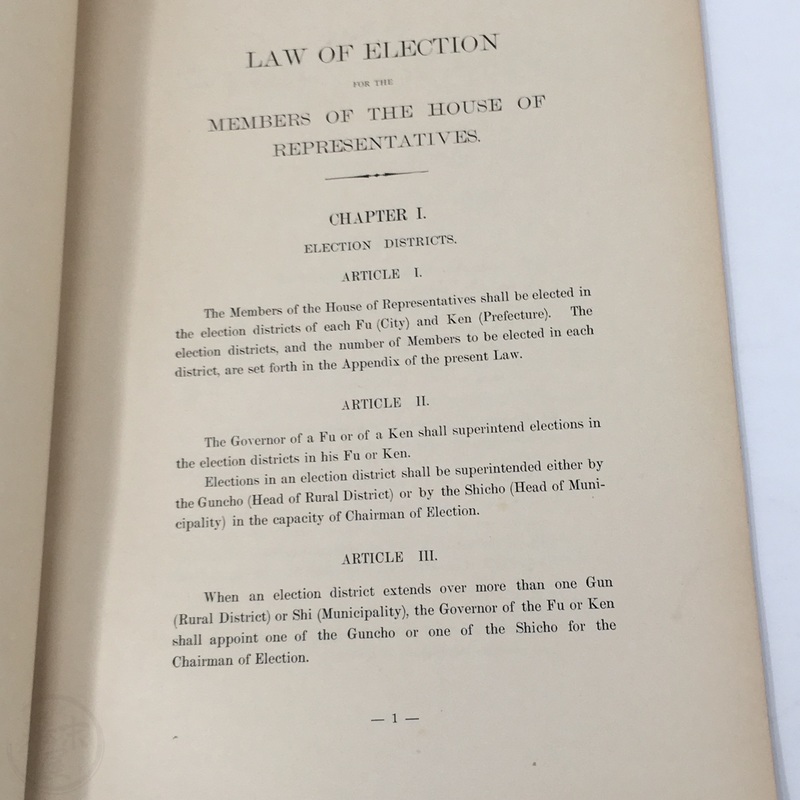 LAW OF ELECTION
FOR THE
MEMBERS OF THE HOUSE OF
REPRESENTATIVES.
CHAPTER I.
ELECTION DISTRICTS.
ARTICLE I.
The Members of the House of Representatives shall be elected in
the election districts of each Fu (City) and Ken (Prefecture). The
election districts, and the number of Members to be elected in each
district, are set forth in the Appendix of the present Law.
ARTICLE II.
The Governor of a Fu or of a Ken shall superintend elections in
the election districts in his Fu or Ken.
Elections in an election district shall be superintended either by
the Guncho (Head of Rural District) or by the Shicho (Head of Muni-
cipality) in the capacity of Chairman of Election.
ARTICLE III.
When an election district extends over more than one Gun
(Rural District) or Shi (Municipality), the Governor of the Fu or Ken
shall appoint one of the Guncho or one of the Shicho for the
Chairman of Election.
— 1 —